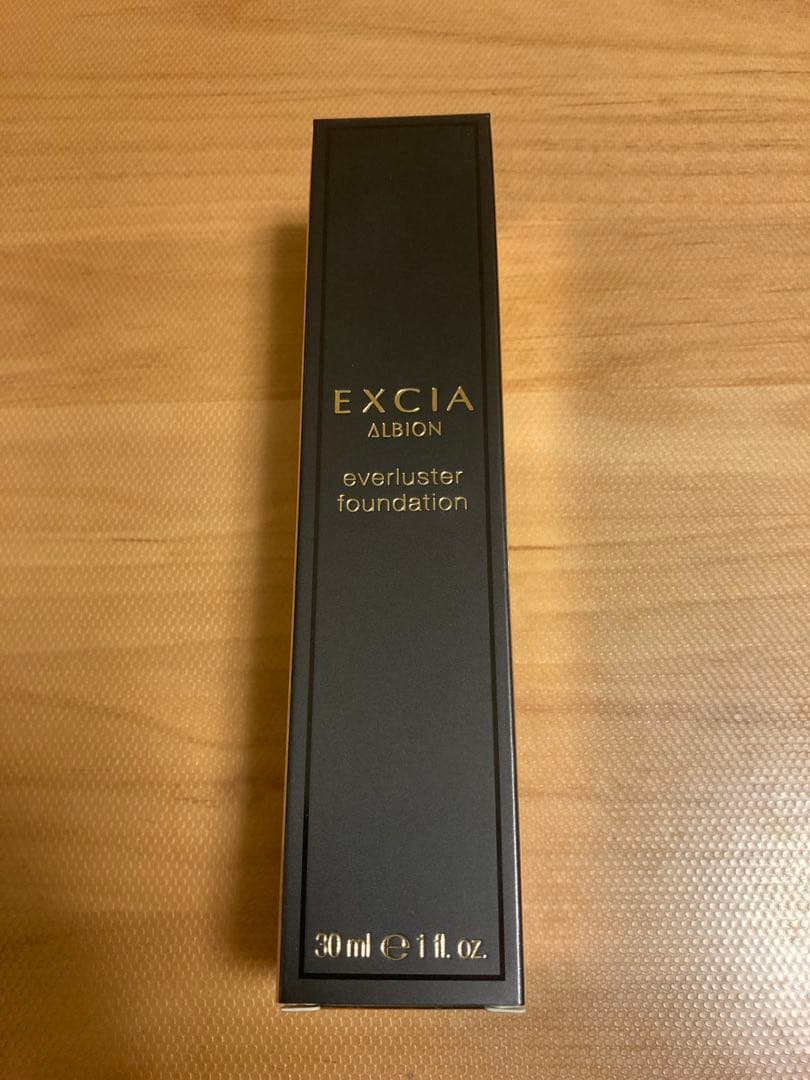 EXCIA
ALBION
everluster
foundation
30 ml ℮ 1 fl. oz.